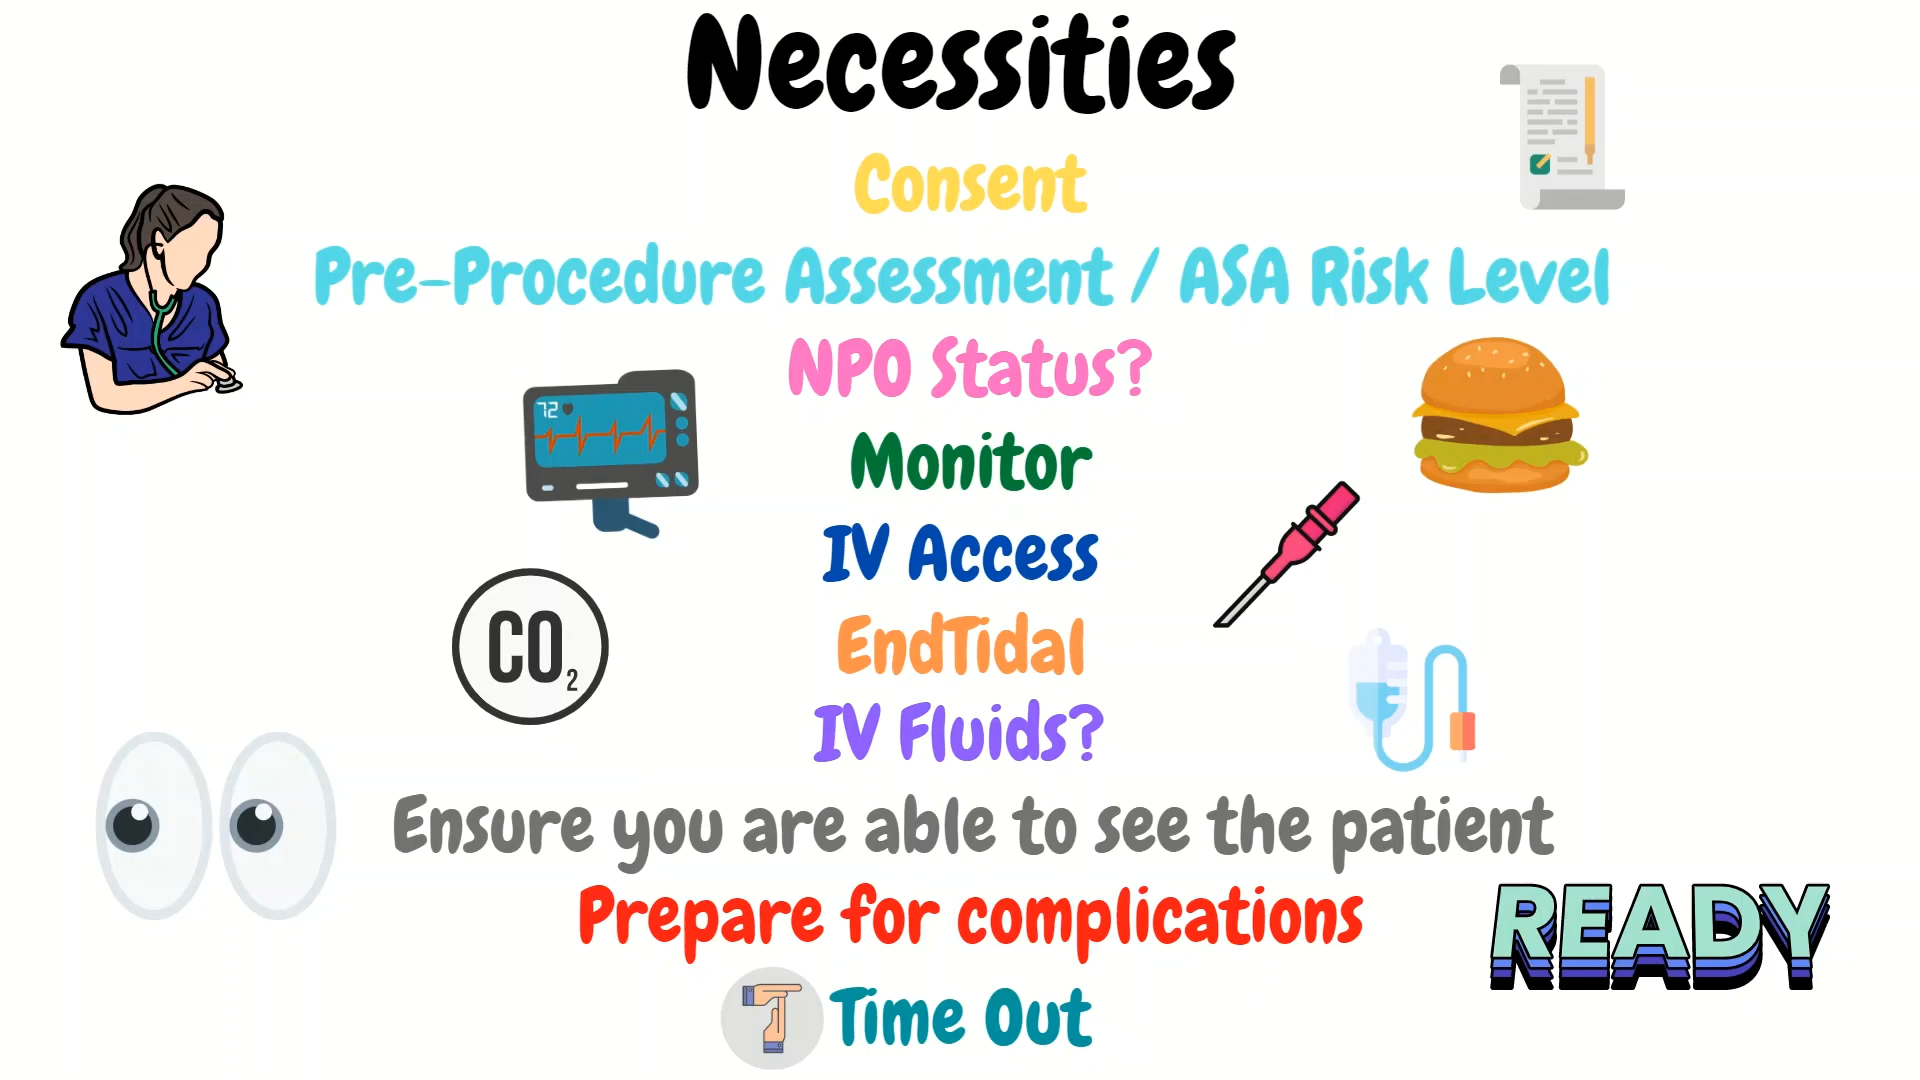 Necessities
Consent
Pre-Procedure Assessment / ASA Risk Level
NPO Status?
72
Monitor
IV Access
CO₂
EndTidal
IV Fluids?
Ensure you are able to see the patient
Prepare for complications
READY
Time Out